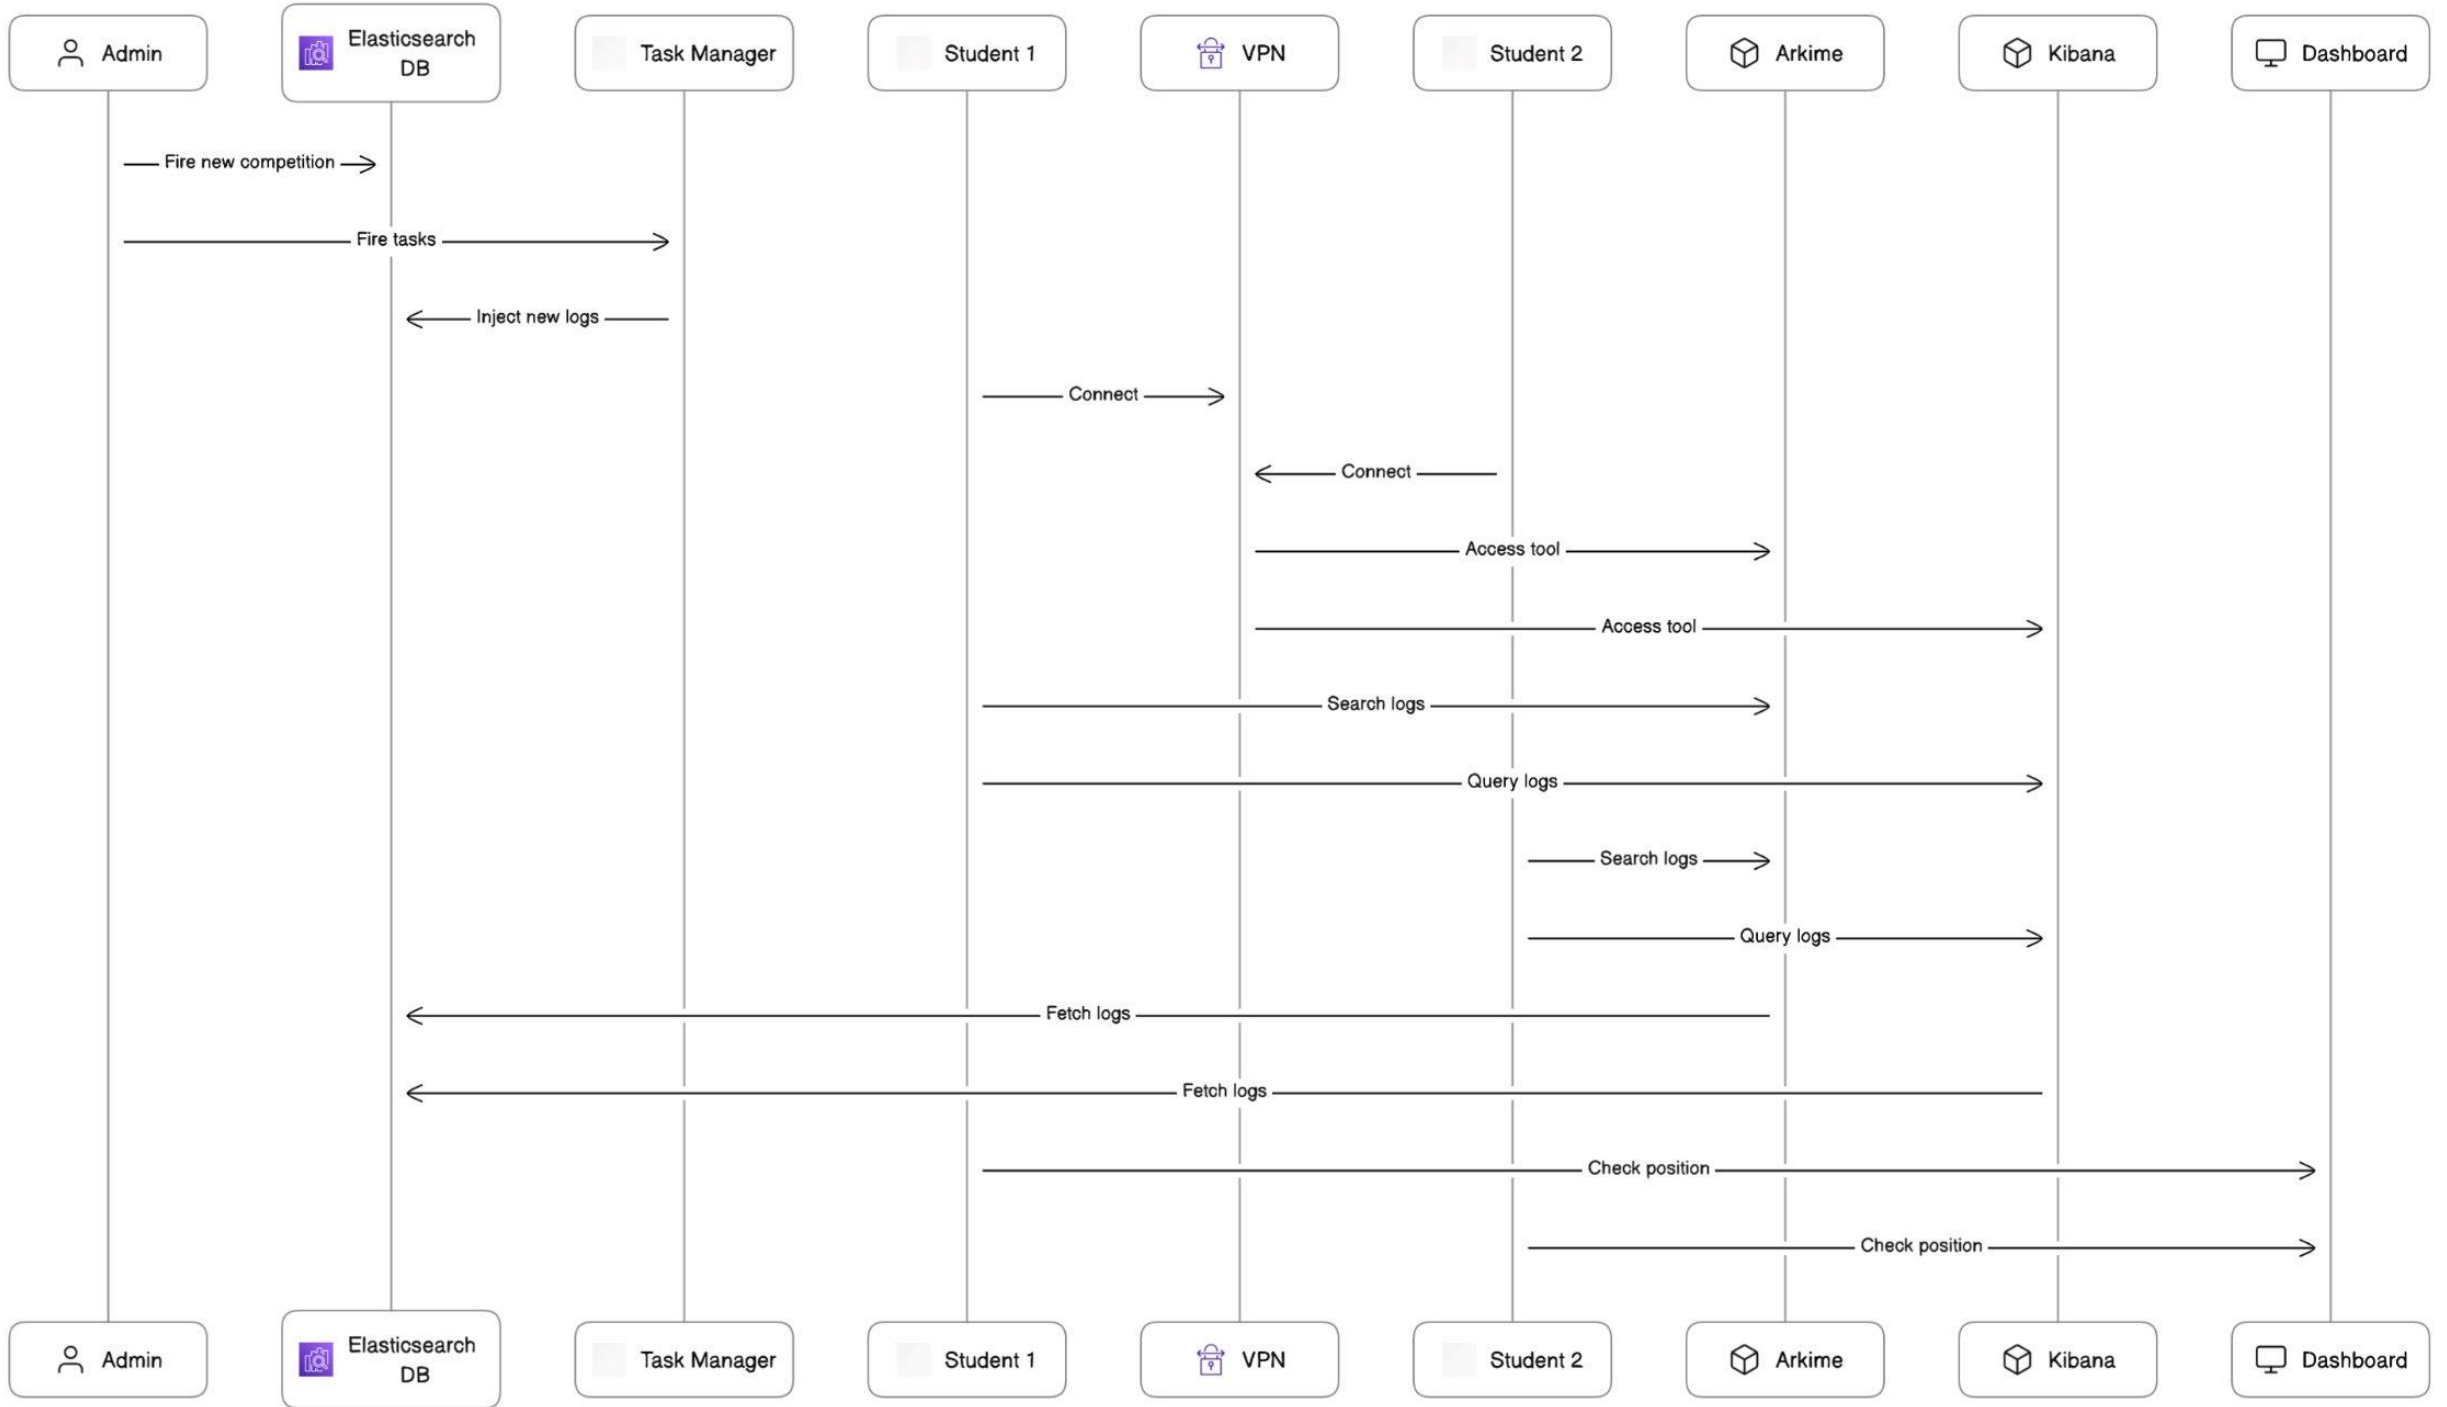 Admin
Elasticsearch
DB
Task Manager
Student 1
VPN
Student 2
Arkime
Kibana
Dashboard
Fire new competition
Fire tasks
Inject new logs
Connect
Connect
Access tool
Access tool
Search logs
Query logs
Search logs
Query logs
Fetch logs
Fetch logs
Check position
Check position
Admin
Elasticsearch
DB
Task Manager
Student 1
VPN
Student 2
Arkime
Kibana
Dashboard